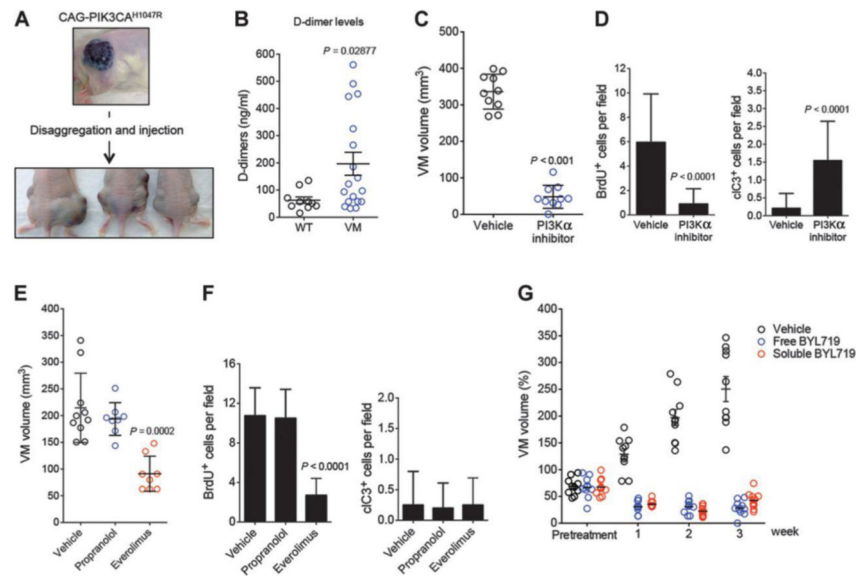 A
CAG-PIK3CAH1047R
Disaggregation and injection
B
D-dimer levels
P = 0.02877
D-dimers (ng/ml)
600
500
400
300
200
100
0
WT
VM
C
VM volume (mm3)
400
300
200
100
0
P < 0.001
Vehicle
PI3Kα
inhibitor
D
BrdU+ cells per field
12
10
8
6
4
2
0
P < 0.0001
Vehicle
PI3Kα
inhibitor
cIC3+ cells per field
4.0
3.5
3.0
2.5
2.0
1.5
1.0
0.5
0.0
P < 0.0001
Vehicle
PI3Kα
inhibitor
E
VM volume (mm3)
400
350
300
250
200
150
100
50
0
P = 0.0002
Vehicle
Propranolol
Everolimus
F
BrdU+ cells per field
16
12
8
4
0
P < 0.0001
Vehicle
Propranolol
Everolimus
cIC3+ cells per field
2.0
1.5
1.0
0.5
0.0
Vehicle
Propranolol
Everolimus
G
Vehicle
Free BYL719
Soluble BYL719
VM volume (%)
400
350
300
250
200
150
100
50
0
Pretreatment
1
2
3
week